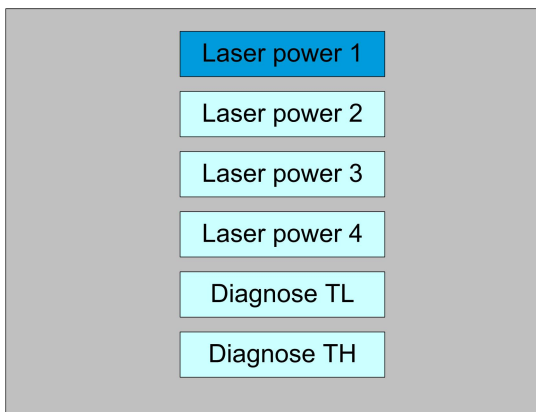 Laser power 1
Laser power 2
Laser power 3
Laser power 4
Diagnose TL
Diagnose TH